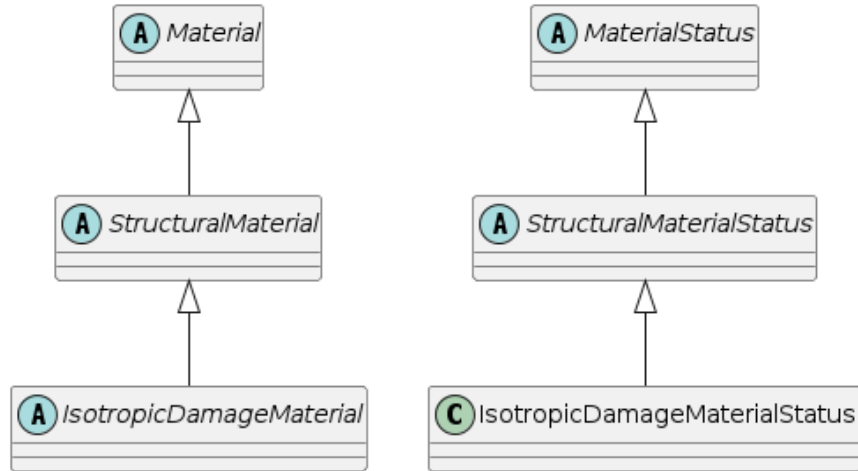 A Material
A MaterialStatus
A StructuralMaterial
A StructuralMaterialStatus
A IsotropicDamageMaterial
C IsotropicDamageMaterialStatus